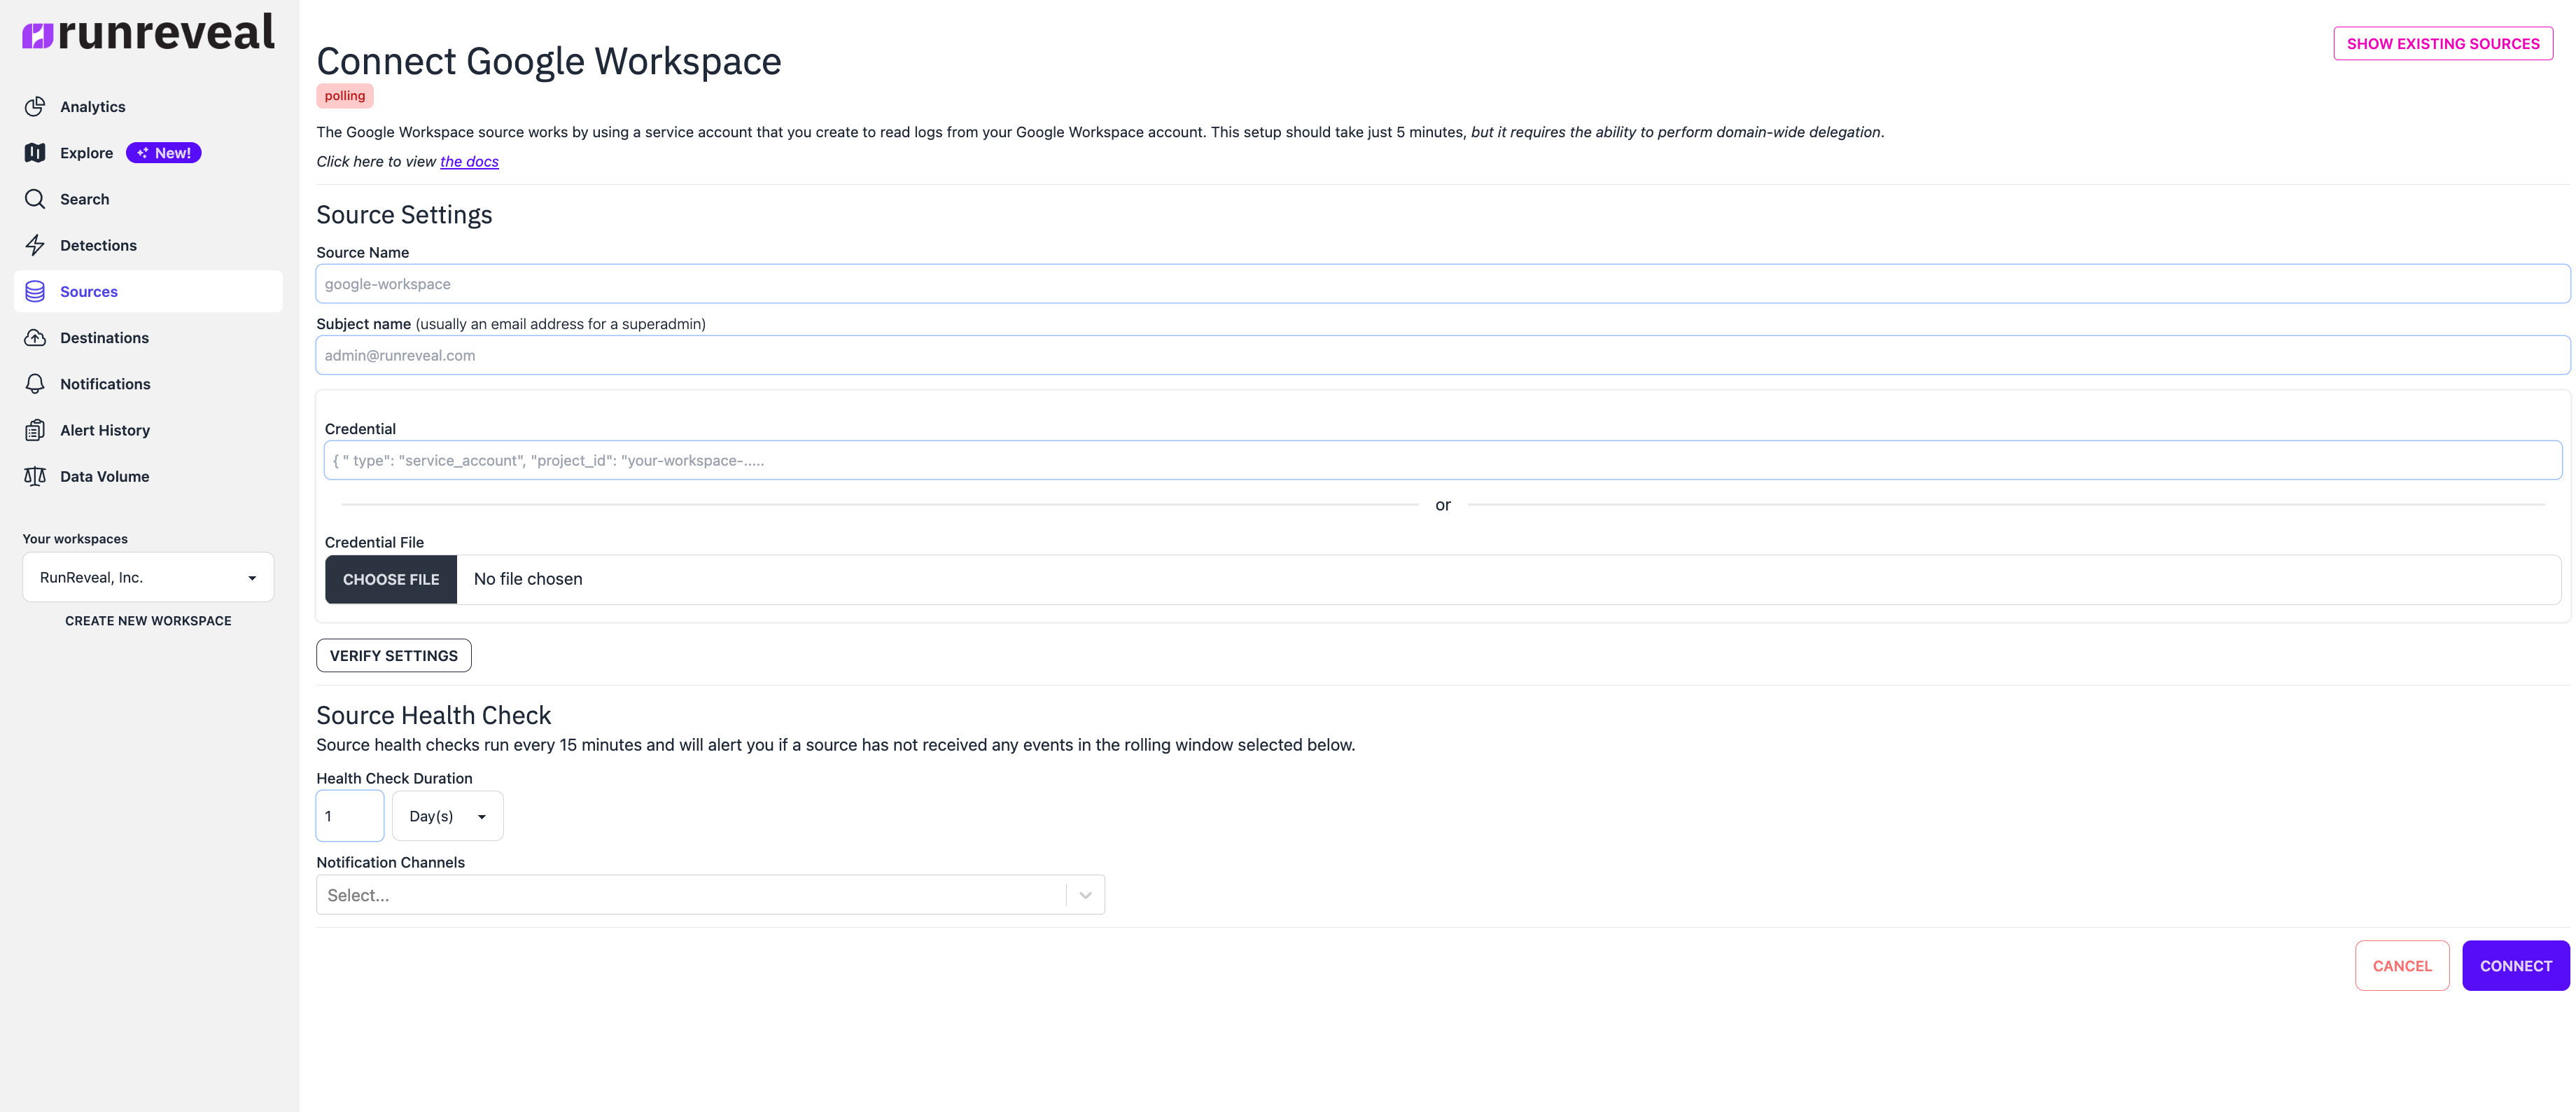 runreveal
Analytics
Explore New!
Search
Detections
Sources
Destinations
Notifications
Alert History
Data Volume
Your workspaces
RunReveal, Inc.
CREATE NEW WORKSPACE
SHOW EXISTING SOURCES
Connect Google Workspace
polling
The Google Workspace source works by using a service account that you create to read logs from your Google Workspace account. This setup should take just 5 minutes, but it requires the ability to perform domain-wide delegation.
Click here to view the docs
Source Settings
Source Name
google-workspace
Subject name (usually an email address for a superadmin)
admin@runreveal.com
Credential
{ " type": "service_account", "project_id": "your-workspace-.....
or
Credential File
CHOOSE FILE No file chosen
VERIFY SETTINGS
Source Health Check
Source health checks run every 15 minutes and will alert you if a source has not received any events in the rolling window selected below.
Health Check Duration
1 Day(s)
Notification Channels
Select...
CANCEL CONNECT